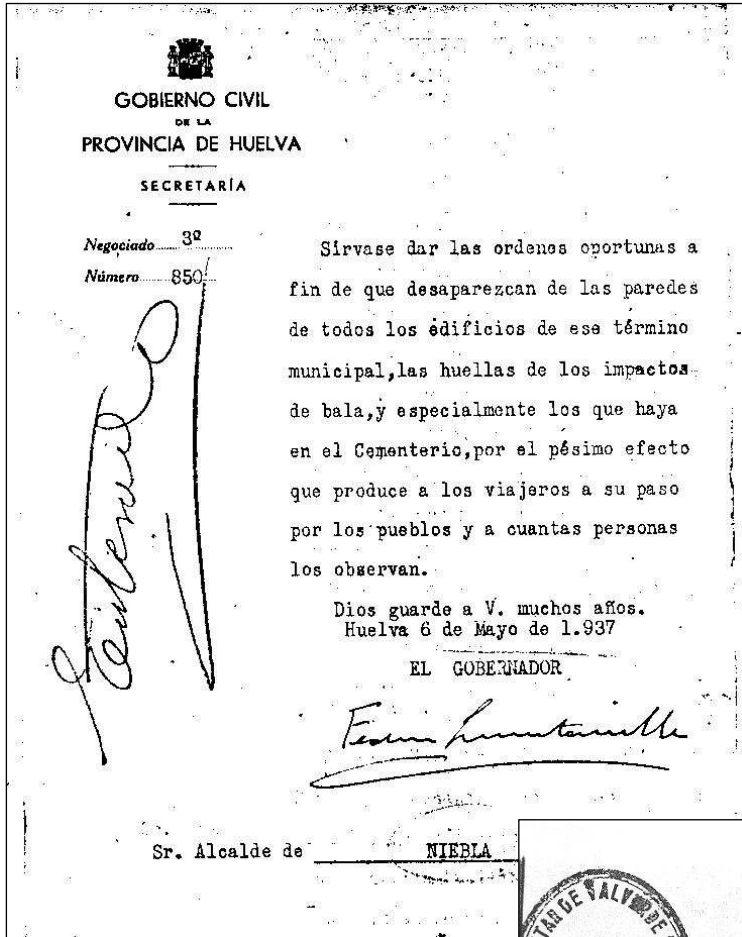 GOBIERNO CIVIL
DE LA
PROVINCIA DE HUELVA
SECRETARÍA
Negociado 3º
Número 850
Sirvase dar las ordenes oportunas a
fin de que desaparezcan de las paredes
de todos los edificios de ese término
municipal,las huellas de los impactos
de bala,y especialmente los que haya
en el Cementerio,por el pésimo efecto
que produce a los viajeros a su paso
por los pueblos y a cuantas personas
los observan.
Dios guarde a V. muchos años.
Huelva 6 de Mayo de 1.937
EL GOBERNADOR
Sr. Alcalde de NIEBLA
DE VALVERDE